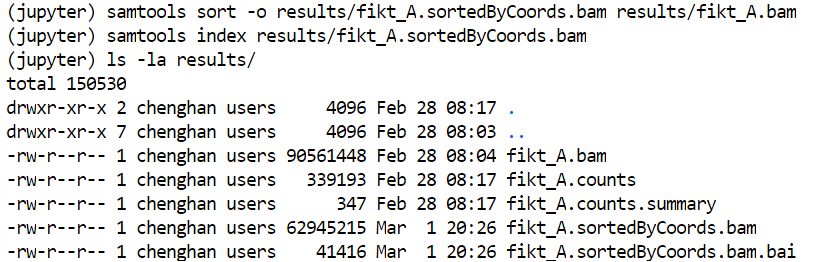 (jupyter) samtools sort -o results/fikt_A.sortedByCoords.bam results/fikt_A.bam
(jupyter) samtools index results/fikt_A.sortedByCoords.bam
(jupyter) ls -la results/
total 150530
drwxr-xr-x 2 chenghan users     4096 Feb 28 08:17 .
drwxr-xr-x 7 chenghan users     4096 Feb 28 08:03 ..
-rw-r--r-- 1 chenghan users 90561448 Feb 28 08:04 fikt_A.bam
-rw-r--r-- 1 chenghan users   339193 Feb 28 08:17 fikt_A.counts
-rw-r--r-- 1 chenghan users      347 Feb 28 08:17 fikt_A.counts.summary
-rw-r--r-- 1 chenghan users 62945215 Mar  1 20:26 fikt_A.sortedByCoords.bam
-rw-r--r-- 1 chenghan users    41416 Mar  1 20:26 fikt_A.sortedByCoords.bam.bai